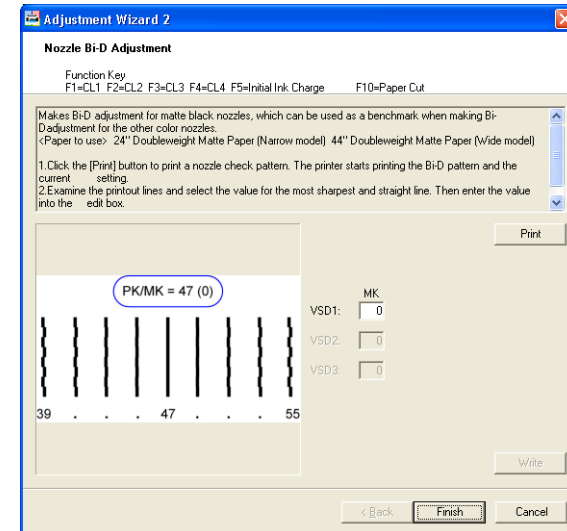 Adjustment Wizard 2
Nozzle Bi-D Adjustment
Function Key
F1=CL1 F2=CL2 F3=CL3 F4=CL4 F5=Initial Ink Charge F10=Paper Cut
Makes Bi-D adjustment for matte black nozzles, which can be used as a benchmark when making Bi-
Dadjustment for the other color nozzles.
<Paper to use> 24'' Doubleweight Matte Paper (Narrow model) 44'' Doubleweight Matte Paper (Wide model)
1.Click the [Print] button to print a nozzle check pattern. The printer starts printing the Bi-D pattern and the
current setting.
2.Examine the printout lines and select the value for the most sharpest and straight line. Then enter the value
into the edit box.
Print
PK/MK = 47 (0)
MK
VSD1: 0
VSD2: 0
VSD3 0
39 . . . 47 . . . 55
Write
< Back Finish Cancel